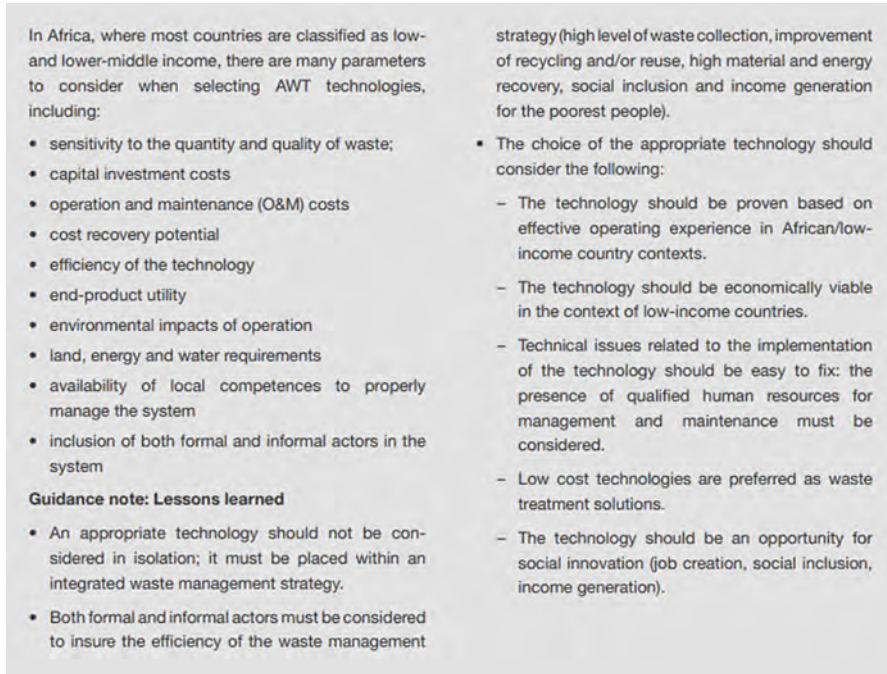 In Africa, where most countries are classified as low-
and lower-middle income, there are many parameters
to consider when selecting AWT technologies,
including:
• sensitivity to the quantity and quality of waste;
• capital investment costs
• operation and maintenance (O&M) costs
• cost recovery potential
• efficiency of the technology
• end-product utility
• environmental impacts of operation
• land, energy and water requirements
• availability of local competences to properly
manage the system
• inclusion of both formal and informal actors in the
system
Guidance note: Lessons learned
• An appropriate technology should not be con-
sidered in isolation; it must be placed within an
integrated waste management strategy.
• Both formal and informal actors must be considered
to insure the efficiency of the waste management
strategy (high level of waste collection, improvement
of recycling and/or reuse, high material and energy
recovery, social inclusion and income generation
for the poorest people).
• The choice of the appropriate technology should
consider the following:
– The technology should be proven based on
effective operating experience in African/low-
income country contexts.
– The technology should be economically viable
in the context of low-income countries.
– Technical issues related to the implementation
of the technology should be easy to fix: the
presence of qualified human resources for
management and maintenance must be
considered.
– Low cost technologies are preferred as waste
treatment solutions.
– The technology should be an opportunity for
social innovation (job creation, social inclusion,
income generation).